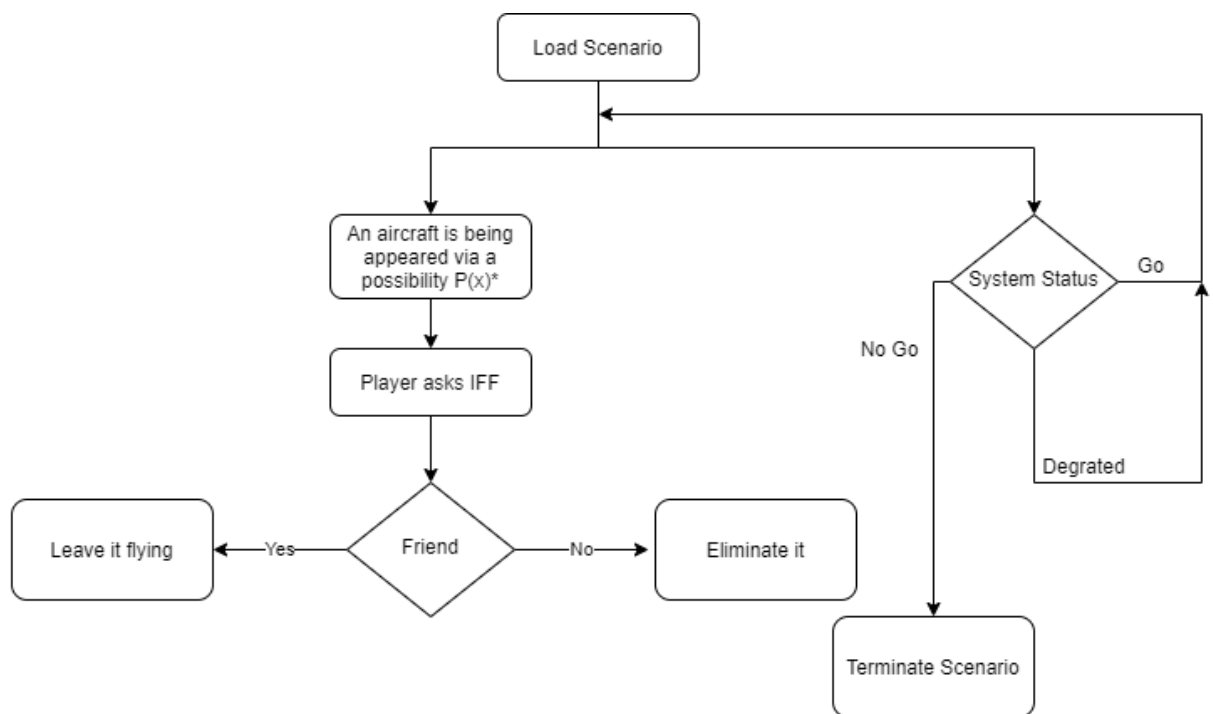 Load Scenario
An aircraft is being
appeared via a
possibility P(x)*
System Status
Go
No Go
Player asks IFF
Degrated
Leave it flying
Yes
Friend
No
Eliminate it
Terminate Scenario